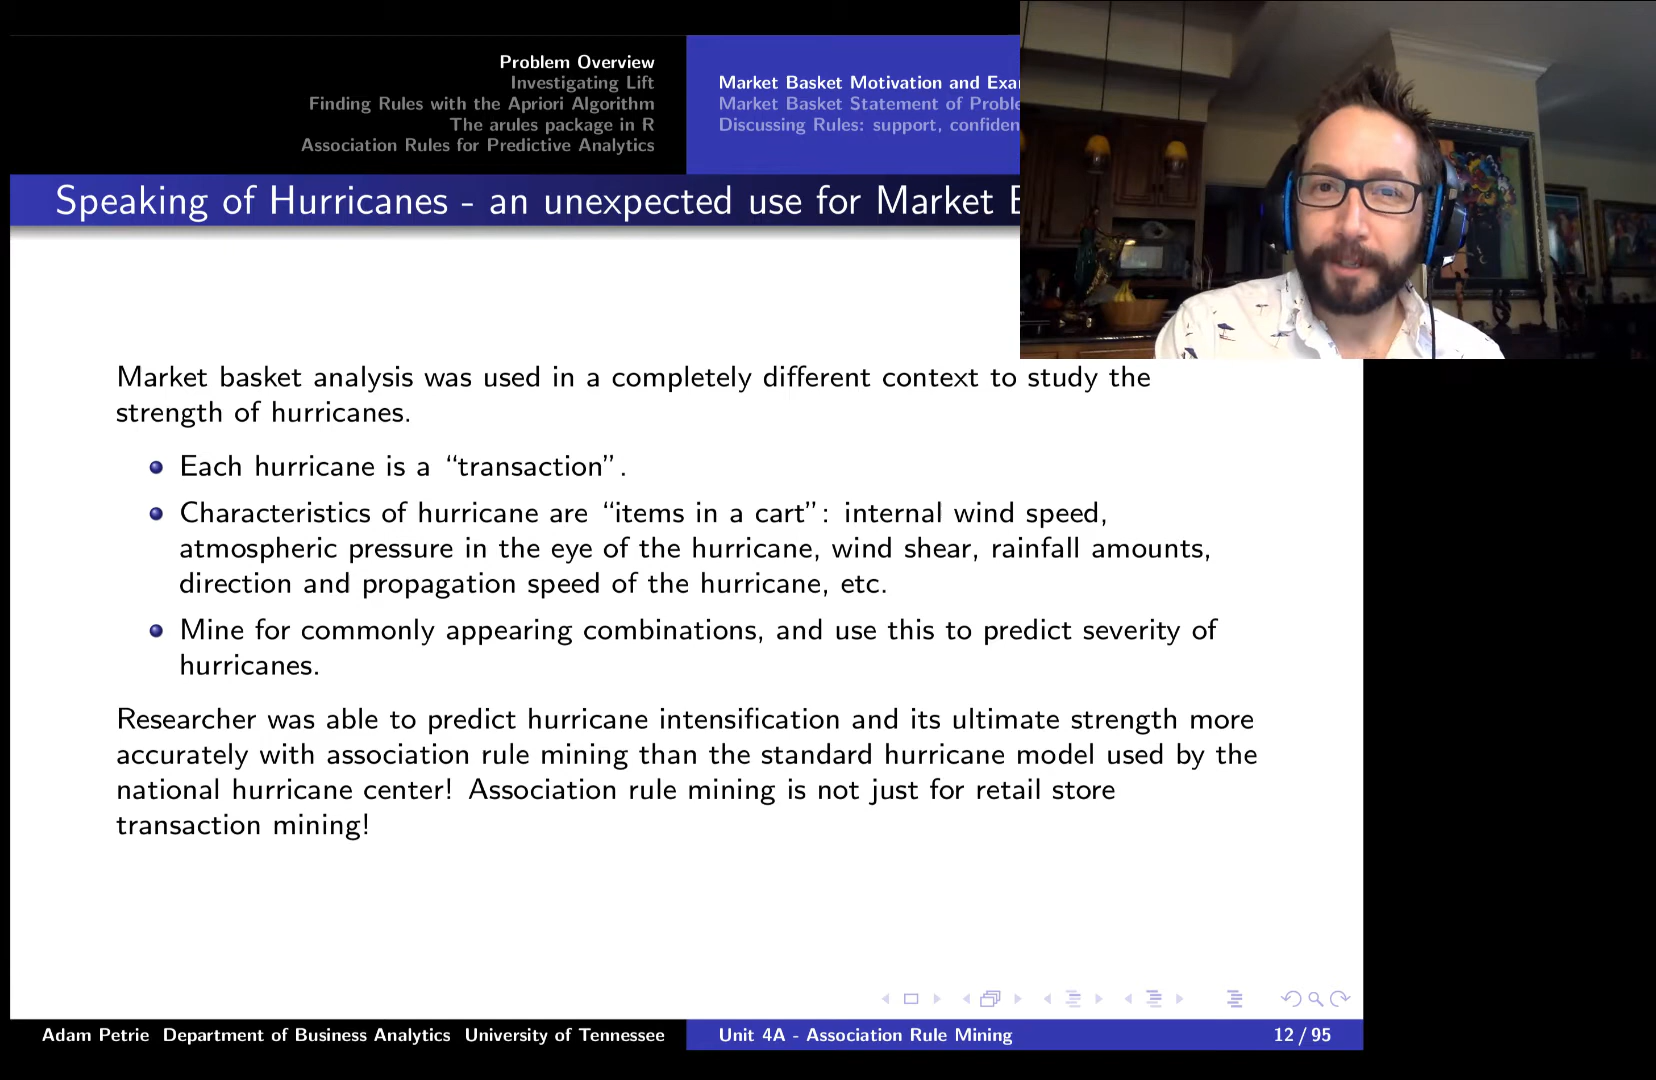 Problem Overview
Investigating Lift
Finding Rules with the Apriori Algorithm
The arules package in R
Association Rules for Predictive Analytics
Market Basket Motivation and Exa
Market Basket Statement of Proble
Discussing Rules: support, confiden
Speaking of Hurricanes - an unexpected use for Market
Market basket analysis was used in a completely different context to study the
strength of hurricanes.
Each hurricane is a “transaction”.
Characteristics of hurricane are “items in a cart”: internal wind speed,
atmospheric pressure in the eye of the hurricane, wind shear, rainfall amounts,
direction and propagation speed of the hurricane, etc.
Mine for commonly appearing combinations, and use this to predict severity of
hurricanes.
Researcher was able to predict hurricane intensification and its ultimate strength more
accurately with association rule mining than the standard hurricane model used by the
national hurricane center! Association rule mining is not just for retail store
transaction mining!
Adam Petrie Department of Business Analytics University of Tennessee
Unit 4A - Association Rule Mining
12 / 95